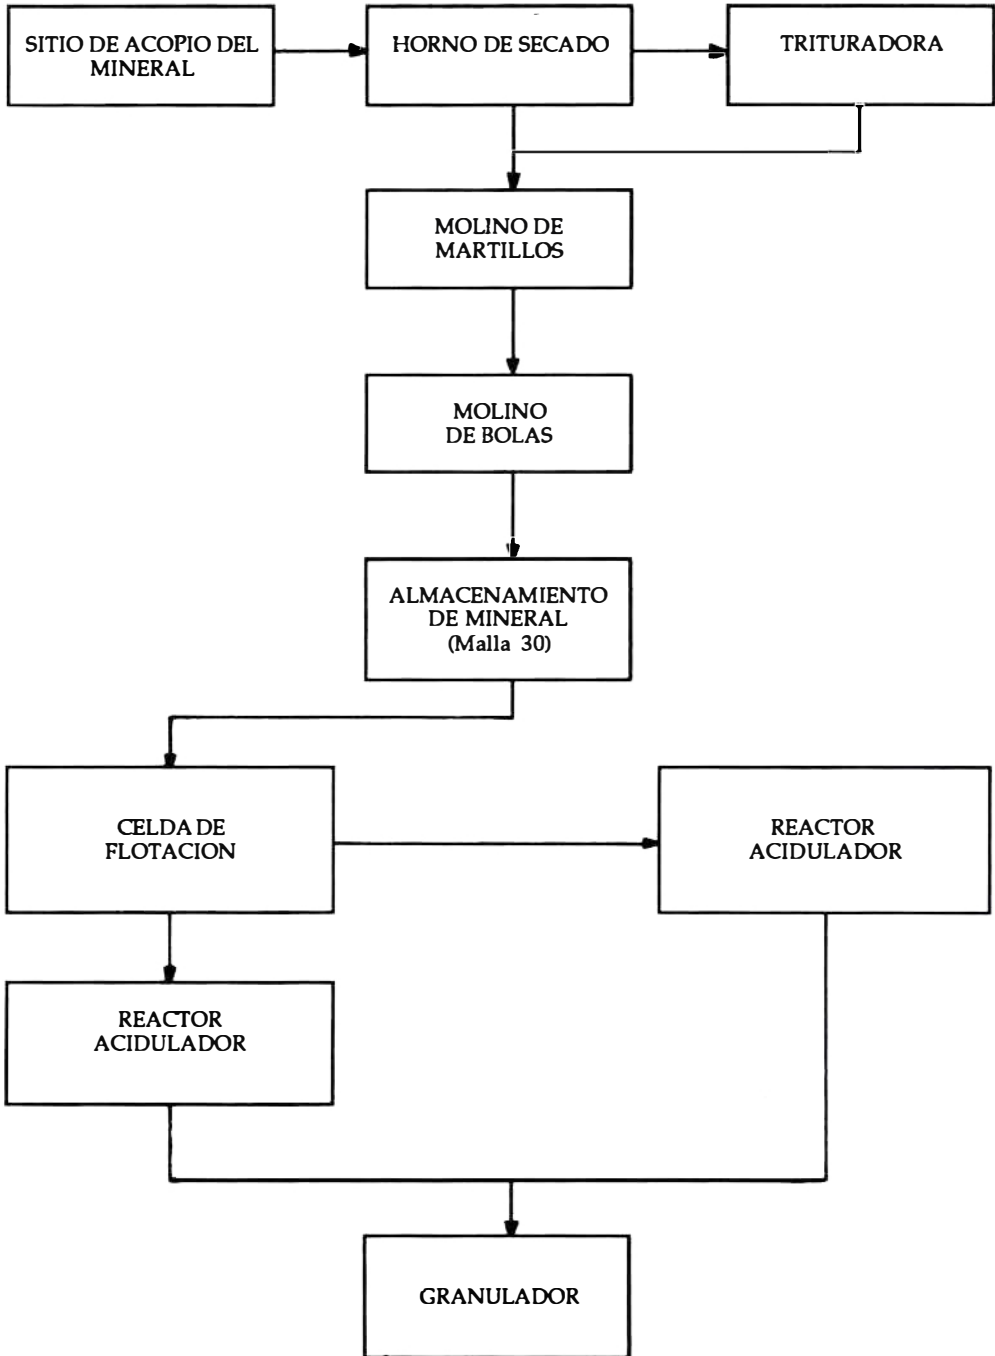 SITIO DE ACOPIO DEL
MINERAL
HORNO DE SECADO
TRITURADORA
MOLINO DE
MARTILLOS
MOLINO
DE BOLAS
ALMACENAMIENTO
DE MINERAL
(Malla 30)
CELDA DE
FLOTACION
REACTOR
ACIDULADOR
REACTOR
ACIDULADOR
GRANULADOR